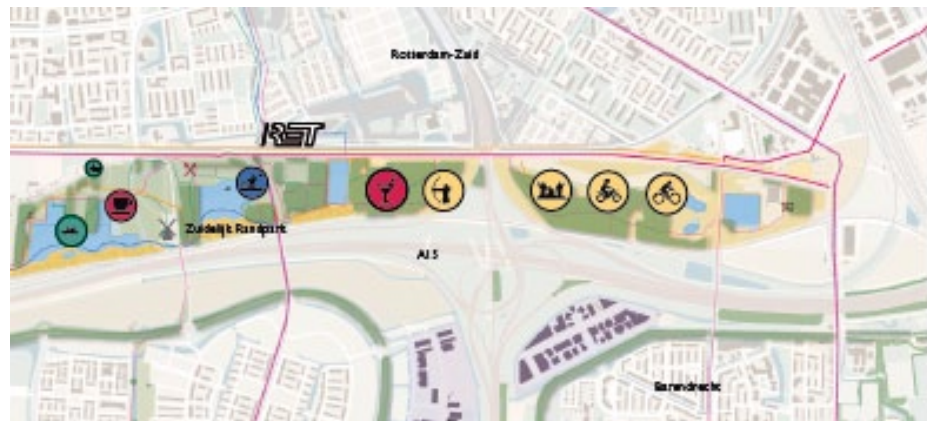 Rotterdam-Zuid
RET
Zuidelijk Randpark
A15
Barendrecht